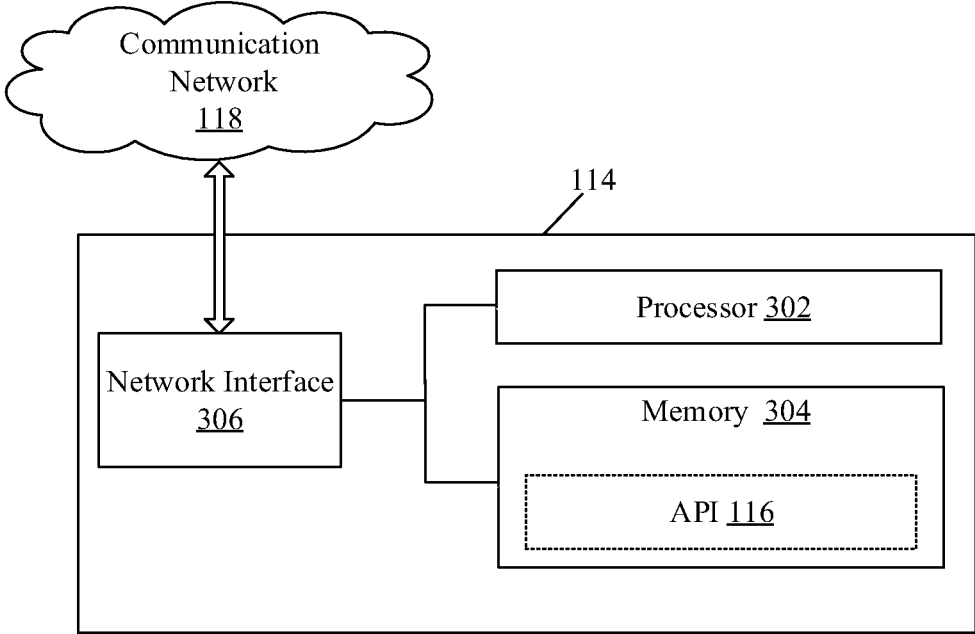 Communication
Network
118
114
Processor 302
Network Interface
306
Memory 304
API 116